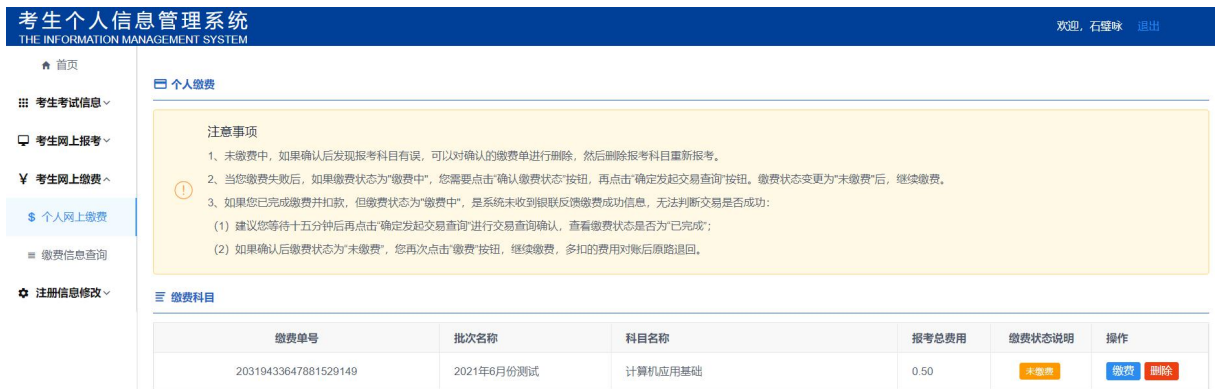 考生个人信息管理系统
THE INFORMATION MANAGEMENT SYSTEM
欢迎，石璧咏 退出
首页
考生考试信息
考生网上报考
考生网上缴费
$ 个人网上缴费
缴费信息查询
注册信息修改
个人缴费
注意事项
1、未缴费中，如果确认后发现报考科目有误，可以对确认的缴费单进行删除，然后删除报考科目重新报考。
2、当您缴费失败后，如果缴费状态为"缴费中"，您需要点击"确认缴费状态"按钮，再点击"确定发起交易查询"按钮。缴费状态变更为"未缴费"后，继续缴费。
3、如果您已完成缴费并扣款，但缴费状态为"缴费中"，是系统未收到银联反馈缴费成功信息，无法判断交易是否成功：
(1) 建议您等待十五分钟后再点击"确定发起交易查询"进行交易查询确认，查看缴费状态是否为"已完成"；
(2) 如果确认后缴费状态为"未缴费"，您再次点击"缴费"按钮，继续缴费，多扣的费用对账后原路退回。
缴费科目
缴费单号 批次名称 科目名称 报考总费用 缴费状态说明 操作
20319433647881529149 2021年6月份测试 计算机应用基础 0.50 未缴费 缴费 删除